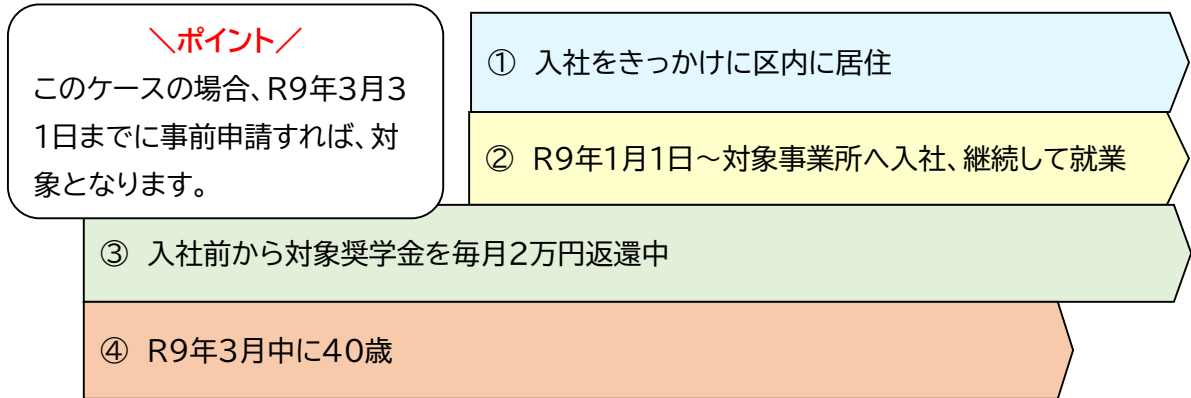 ＼ポイント／
このケースの場合、R9年3月3
1日までに事前申請すれば、対
象となります。
① 入社をきっかけに区内に居住
② R9年1月1日～対象事業所へ入社、継続して就業
③ 入社前から対象奨学金を毎月2万円返還中
④ R9年3月中に40歳